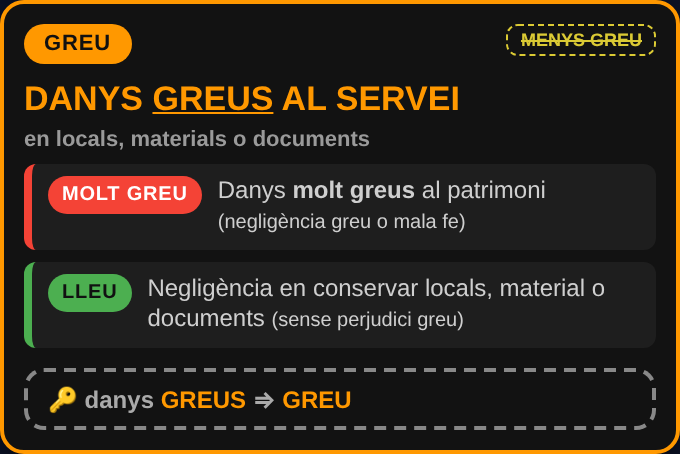 GREU
MENYS GREU
DANYS GREUS AL SERVEI
en locals, materials o documents
MOLT GREU
Danys molt greus al patrimoni
(negligència greu o mala fe)
LLEU
Negligència en conservar locals, material o
documents (sense perjudici greu)
🔑 danys GREUS ⇒ GREU